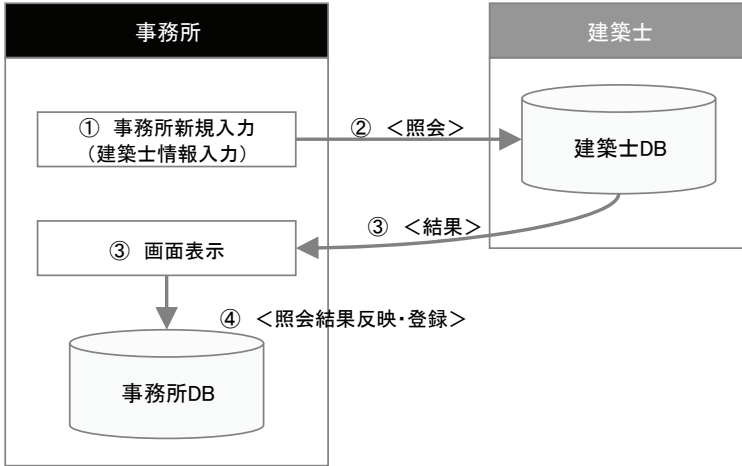 事務所
建築士
① 事務所新規入力
（建築士情報入力）
② ＜照会＞
建築士DB
③ ＜結果＞
③ 画面表示
④ ＜照会結果反映・登録＞
事務所DB